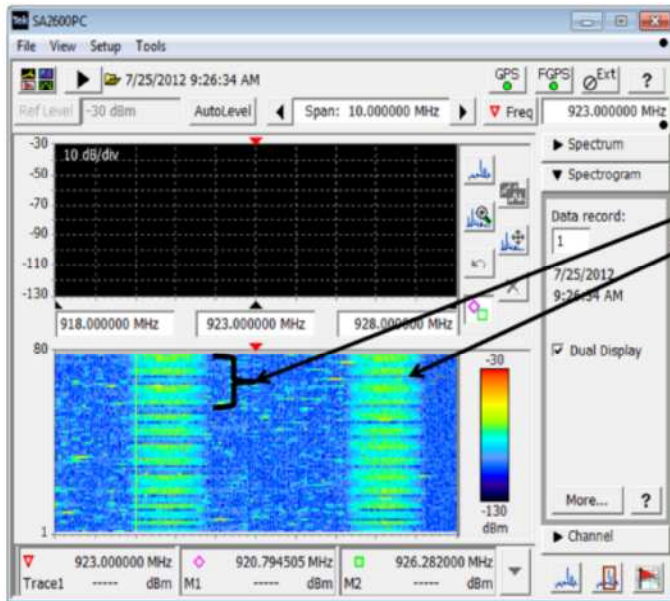 Tek SA2600PC
File View Setup Tools
7/25/2012 9:26:34 AM
GPS FGPS Ext ?
Ref Level -30 dBm AutoLevel Span: 10.000000 MHz Freq 923.000000 MHz
Spectrum
Spectrogram
Data record:
1
7/25/2012
9:26:34 AM
Dual Display
More... ?
Channel
-30
10 dB/div
-50
-70
-90
-110
-130
918.000000 MHz 923.000000 MHz 928.000000 MHz
80
1
-30
-130
dBm
923.000000 MHz 920.794505 MHz 926.282000 MHz
Trace1 ----- dBm M1 ----- dBm M2 ----- dBm